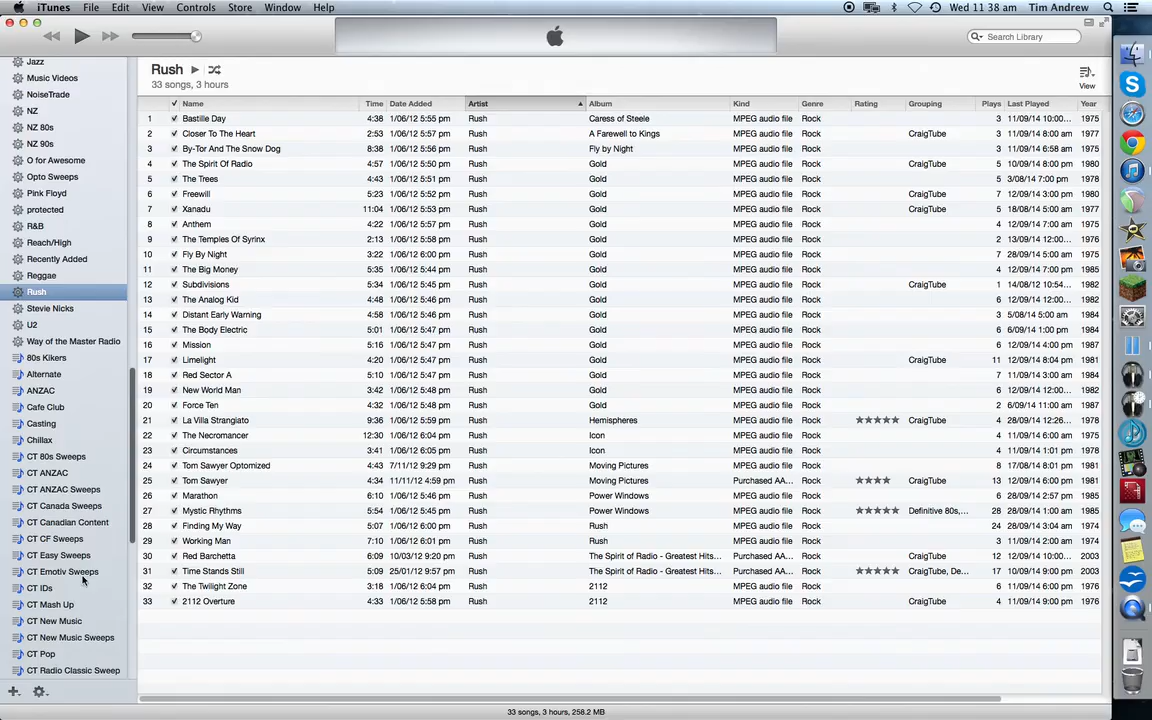 iTunes File Edit View Controls Store Window Help Wed 11 38 am Tim Andrew
Search Library
Jazz
Music Videos
NoiseTrade
NZ
NZ 80s
NZ 90s
O for Awesome
Opto Sweeps
Pink Floyd
protected
R&B
Reach/High
Recently Added
Reggae
Rush
Stevie Nicks
U2
Way of the Master Radio
80s Kikers
Alternate
ANZAC
Cafe Club
Casting
Chillax
CT 80s Sweeps
CT ANZAC
CT ANZAC Sweeps
CT Canada Sweeps
CT Canadian Content
CT CF Sweeps
CT Easy Sweeps
CT Emotiv Sweeps
CT IDs
CT Mash Up
CT New Music
CT New Music Sweeps
CT Pop
CT Radio Classic Sweep
Rush
33 songs, 3 hours
View
Name Time Date Added Artist Album Kind Genre Rating Grouping Plays Last Played Year
1 Bastille Day 4:38 1/06/12 5:55 pm Rush Caress of Steele MPEG audio file Rock 3 11/09/14 10:00... 1975
2 Closer To The Heart 2:53 1/06/12 5:57 pm Rush A Farewell to Kings MPEG audio file Rock CraigTube 3 11/09/14 8:00 am 1977
3 By-Tor And The Snow Dog 8:38 1/06/12 5:56 pm Rush Fly by Night MPEG audio file Rock 3 11/09/14 6:58 am 1975
4 The Spirit Of Radio 4:57 1/06/12 5:50 pm Rush Gold MPEG audio file Rock CraigTube 5 10/09/14 8:00 pm 1980
5 The Trees 4:42 1/06/12 5:51 pm Rush Gold MPEG audio file Rock 5 3/08/14 7:00 pm 1978
6 Freewill 5:23 1/06/12 5:52 pm Rush Gold MPEG audio file Rock CraigTube 7 12/09/14 3:00 pm 1980
7 Xanadu 11:04 1/06/12 5:53 pm Rush Gold MPEG audio file Rock CraigTube 5 18/08/14 5:00 am 1977
8 Anthem 4:22 1/06/12 5:57 pm Rush Gold MPEG audio file Rock 4 12/09/14 7:00 am 1975
9 The Temples Of Syrinx 2:13 1/06/12 5:58 pm Rush Gold MPEG audio file Rock 2 13/09/14 12:00... 1976
10 Fly By Night 3:22 1/06/12 6:00 pm Rush Gold MPEG audio file Rock 7 28/09/14 5:00 am 1975
11 The Big Money 5:35 1/06/12 5:44 pm Rush Gold MPEG audio file Rock 4 12/09/14 7:00 pm 1985
12 Subdivisions 5:34 1/06/12 5:45 pm Rush Gold MPEG audio file Rock CraigTube 1 14/08/12 10:54... 1982
13 The Analog Kid 4:48 1/06/12 5:46 pm Rush Gold MPEG audio file Rock 6 12/09/14 12:00... 1982
14 Distant Early Warning 4:58 1/06/12 5:46 pm Rush Gold MPEG audio file Rock 3 5/08/14 5:00 am 1984
15 The Body Electric 5:01 1/06/12 5:47 pm Rush Gold MPEG audio file Rock 6 6/09/14 1:00 pm 1984
16 Mission 5:16 1/06/12 5:47 pm Rush Gold MPEG audio file Rock 6 12/09/14 4:00 pm 1987
17 Limelight 4:20 1/06/12 5:47 pm Rush Gold MPEG audio file Rock CraigTube 11 12/09/14 8:04 pm 1981
18 Red Sector A 5:10 1/06/12 5:47 pm Rush Gold MPEG audio file Rock 7 11/09/14 3:00 am 1984
19 New World Man 3:42 1/06/12 5:48 pm Rush Gold MPEG audio file Rock 6 12/09/14 12:00... 1982
20 Force Ten 4:32 1/06/12 5:48 pm Rush Gold MPEG audio file Rock 2 6/09/14 11:00 am 1987
21 La Villa Strangiato 9:36 1/06/12 5:59 pm Rush Hemispheres MPEG audio file Rock ★★★★★ CraigTube 4 28/09/14 12:26... 1978
22 The Necromancer 12:30 1/06/12 6:04 pm Rush Icon MPEG audio file Rock 4 11/09/14 6:00 am 1975
23 Circumstances 3:41 1/06/12 6:05 pm Rush Icon MPEG audio file Rock 4 11/09/14 1:01 pm 1978
24 Tom Sawyer Optomized 4:43 7/11/12 9:29 pm Rush Moving Pictures MPEG audio file Rock 8 17/09/14 8:01 pm 1981
25 Tom Sawyer 4:34 11/11/12 4:59 pm Rush Moving Pictures Purchased AA... Rock ★★★★ CraigTube 13 12/09/14 6:00 pm 1981
26 Marathon 6:10 1/06/12 5:45 pm Rush Power Windows MPEG audio file Rock 6 28/09/14 2:57 pm 1985
27 Mystic Rhythms 5:54 1/06/12 5:45 pm Rush Power Windows MPEG audio file Rock ★★★★★ Definitive 80s,... 28 28/09/14 1:00 am 1985
28 Finding My Way 5:07 1/06/12 6:00 pm Rush Rush MPEG audio file Rock 24 28/09/14 3:44 am 1974
29 Working Man 7:10 1/06/12 6:01 pm Rush Rush MPEG audio file Rock 3 11/09/14 2:00 am 1974
30 Red Barchetta 6:09 10/03/12 9:20 pm Rush The Spirit of Radio - Greatest Hits... Purchased AA... Rock CraigTube 12 12/09/14 6:00 am 2003
31 Time Stands Still 5:09 25/01/12 9:57 pm Rush The Spirit of Radio - Greatest Hits... Purchased AA... Rock ★★★★★ CraigTube, De... 17 10/09/14 9:00 pm 2003
32 The Twilight Zone 3:18 1/06/12 6:04 pm Rush 2112 MPEG audio file Rock 6 11/09/14 6:00 pm 1976
33 2112 Overture 4:33 1/06/12 5:58 pm Rush 2112 MPEG audio file Rock CraigTube 4 11/09/14 9:00 pm 1976
33 songs, 3 hours, 258.2 MB